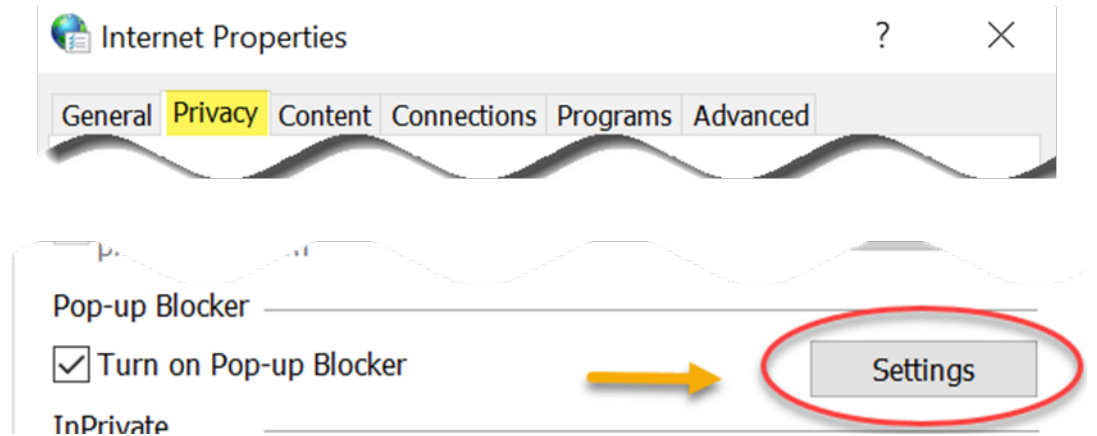 Internet Properties
?
General Privacy Content Connections Programs Advanced
Pop-up Blocker
Turn on Pop-up Blocker
Settings
InPrivate